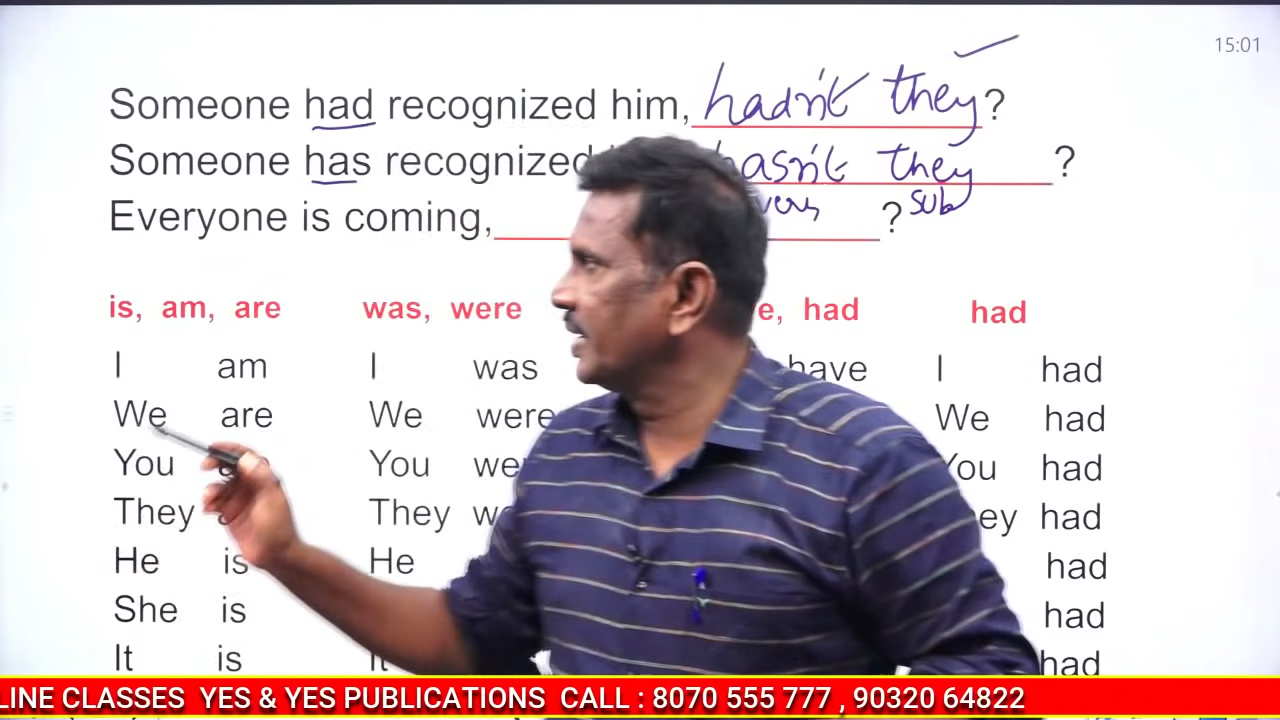 15:01
Someone had recognized him, hadn't they?
Someone has recognized hasn't they ?
Everyone is coming, ? sub
is, am, are was, were had had
I am I was have I had
We are We were We had
You You You had
They They had
He is He had
She is had
It is It had
LINE CLASSES YES & YES PUBLICATIONS CALL : 8070 555 777 , 90320 64822